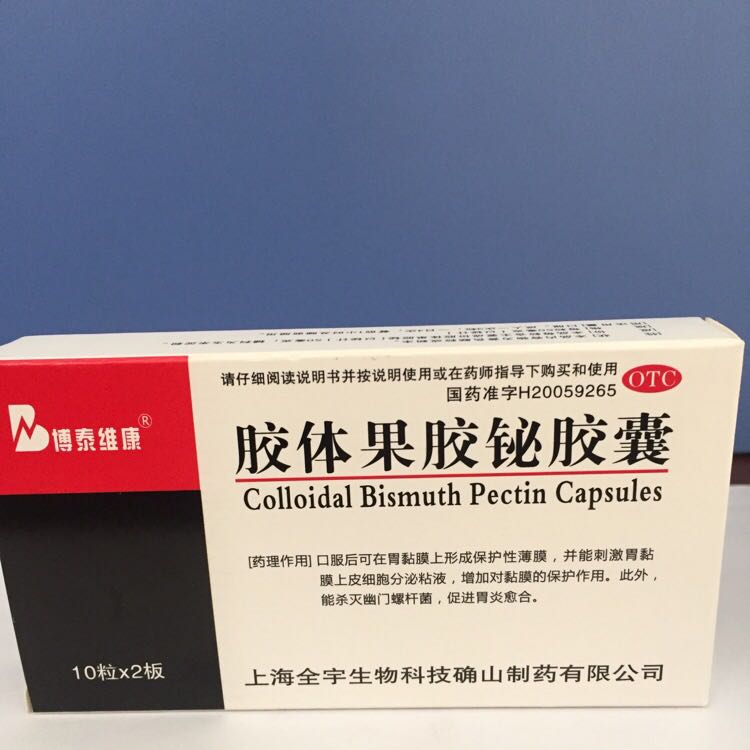 请仔细阅读说明书并按说明使用或在药师指导下购买和使用
OTC
国药准字H20059265
博泰维康®
胶体果胶铋胶囊
Colloidal Bismuth Pectin Capsules
[药理作用] 口服后可在胃黏膜上形成保护性薄膜，并能刺激胃黏
膜上皮细胞分泌粘液，增加对黏膜的保护作用。此外，
能杀灭幽门螺杆菌，促进胃炎愈合。
10粒x2板
上海全宇生物科技确山制药有限公司